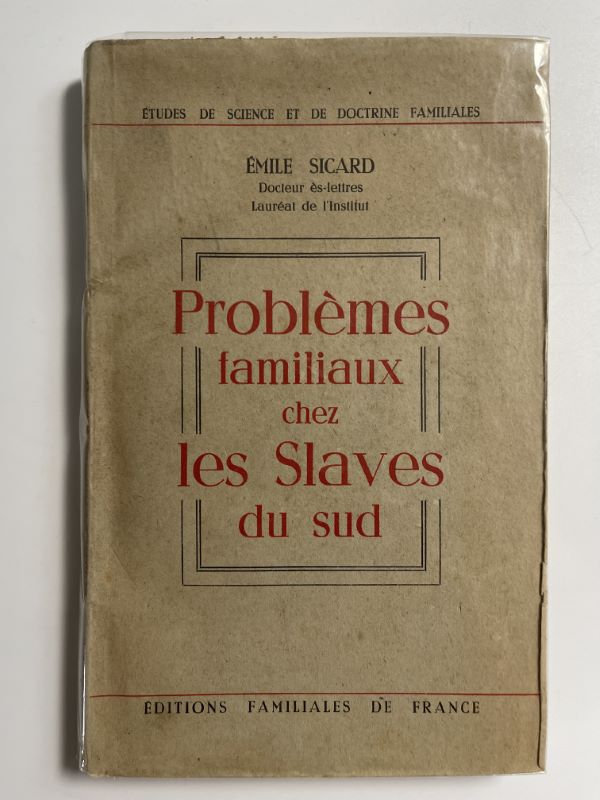 ÉTUDES DE SCIENCE ET DE DOCTRINE FAMILIALES
ÉMILE SICARD
Docteur ès-lettres
Lauréat de l'Institut
Problèmes
familiaux
chez
les Slaves
du sud
ÉDITIONS FAMILIALES DE FRANCE